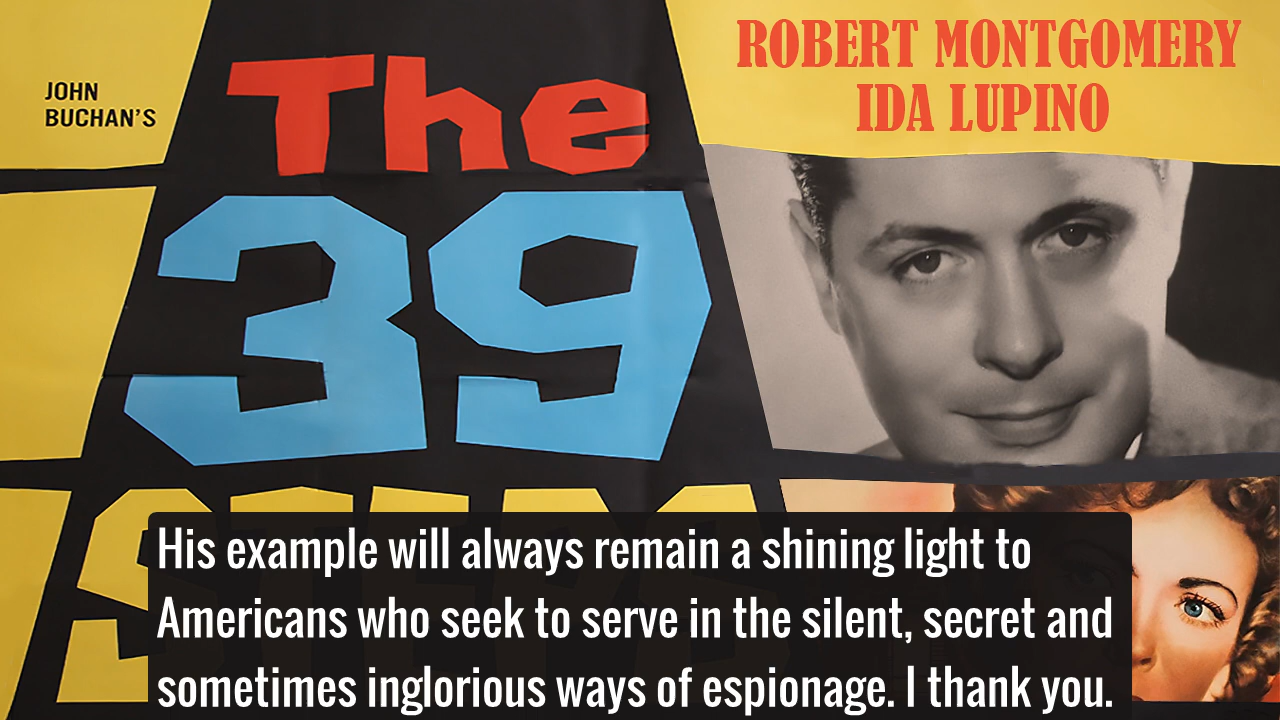 JOHN
BUCHAN'S
The
39
STEPS
ROBERT MONTGOMERY
IDA LUPINO
His example will always remain a shining light to
Americans who seek to serve in the silent, secret and
sometimes inglorious ways of espionage. I thank you.